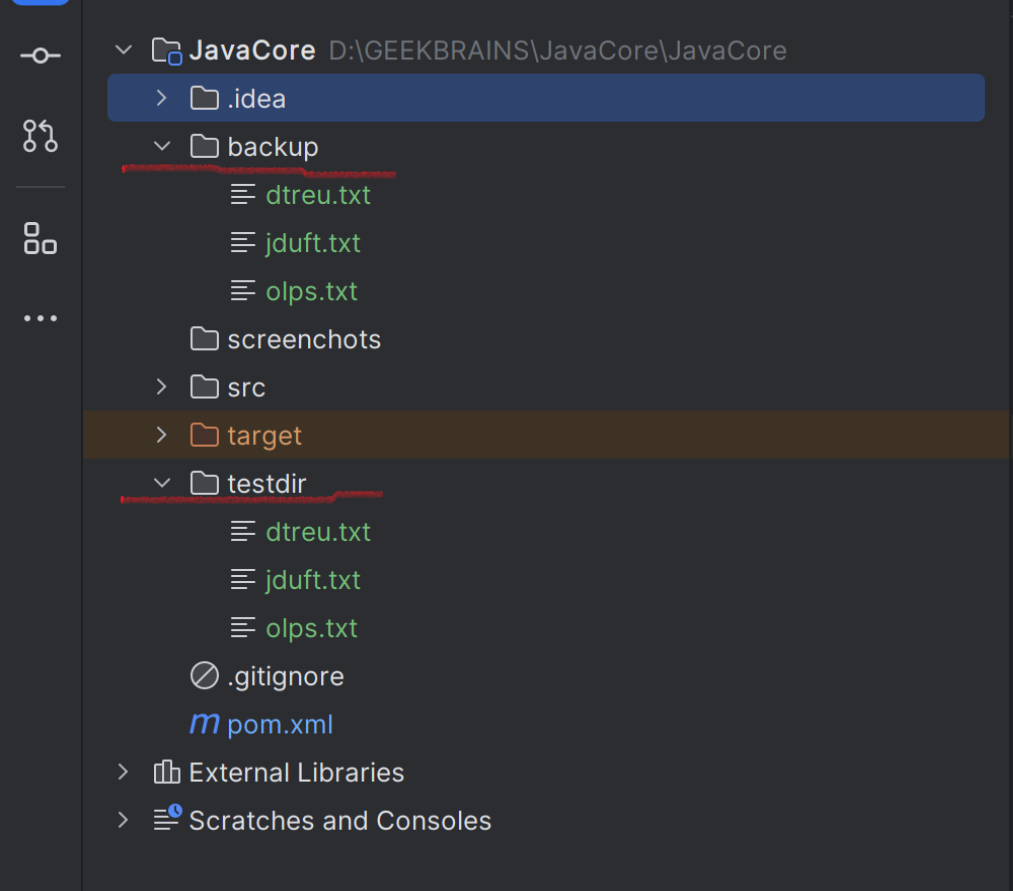 JavaCore D:\GEEKBRAINS\JavaCore\JavaCore
.idea
backup
dtreu.txt
jduft.txt
olps.txt
screenchots
src
target
testdir
dtreu.txt
jduft.txt
olps.txt
.gitignore
m pom.xml
External Libraries
Scratches and Consoles